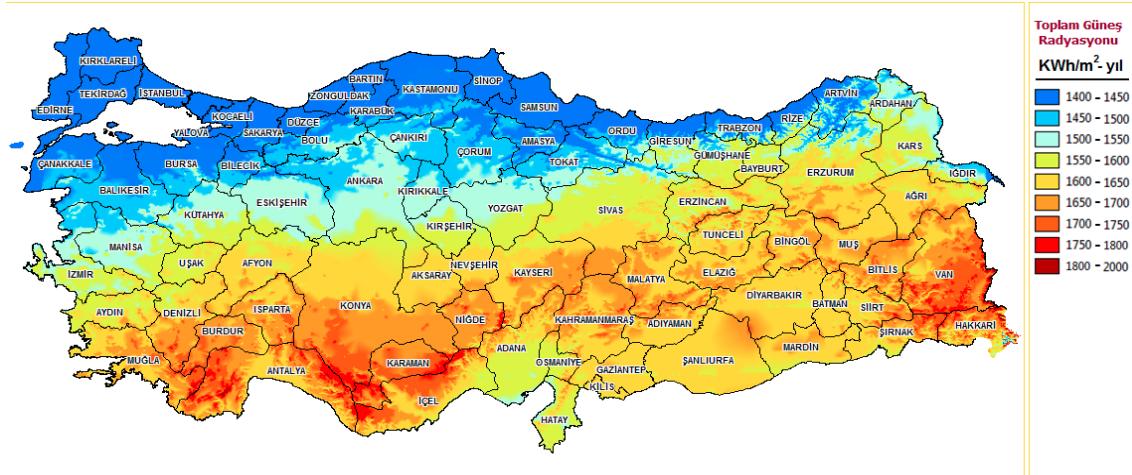 KIRKLARELİ
TEKİRDAĞ
İSTANBUL
EDİRNE
KOCAELİ
YALOVA
SAKARYA
DÜZCE
ZONGULDAK
BARTIN
KARABÜK
KASTAMONU
SİNOP
SAMSUN
ORDU
GİRESUN
TRABZON
RİZE
ARTVİN
ARDAHAN
KARS
IĞDIR
ÇANAKKALE
BALIKESİR
BURSA
BİLECİK
BOLU
ÇANKIRI
ÇORUM
AMASYA
TOKAT
GÜMÜŞHANE
BAYBURT
ERZURUM
AĞRI
KÜTAHYA
ESKİŞEHİR
ANKARA
KIRIKKALE
YOZGAT
SİVAS
ERZİNCAN
MANİSA
İZMİR
UŞAK
AFYON
KIRŞEHİR
NEVŞEHİR
AKSARAY
KAYSERİ
MALATYA
TUNCELİ
ELAZIĞ
BİNGÖL
MUŞ
BİTLİS
VAN
AYDIN
DENİZLİ
ISPARTA
BURDUR
KONYA
NİĞDE
KAHRAMANMARAŞ
ADIYAMAN
DİYARBAKIR
BATMAN
SİİRT
ŞIRNAK
HAKKARİ
MUĞLA
ANTALYA
KARAMAN
İÇEL
ADANA
OSMANİYE
GAZİANTEP
KİLİS
HATAY
ŞANLIURFA
MARDİN
Toplam Güneş
Radyasyonu
KWh/m²- yıl
1400 - 1450
1450 - 1500
1500 - 1550
1550 - 1600
1600 - 1650
1650 - 1700
1700 - 1750
1750 - 1800
1800 - 2000